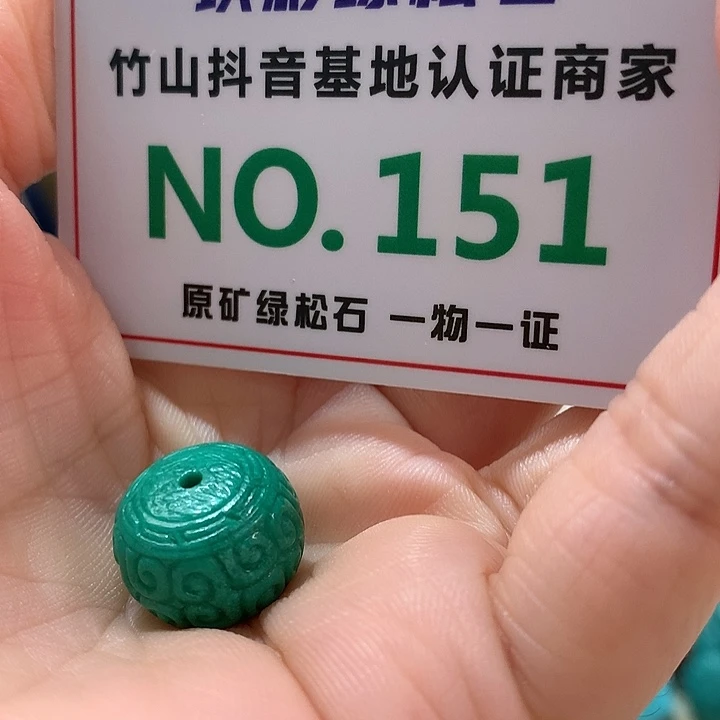 竹山抖音基地认证商家
NO.151
原矿绿松石 一物一证